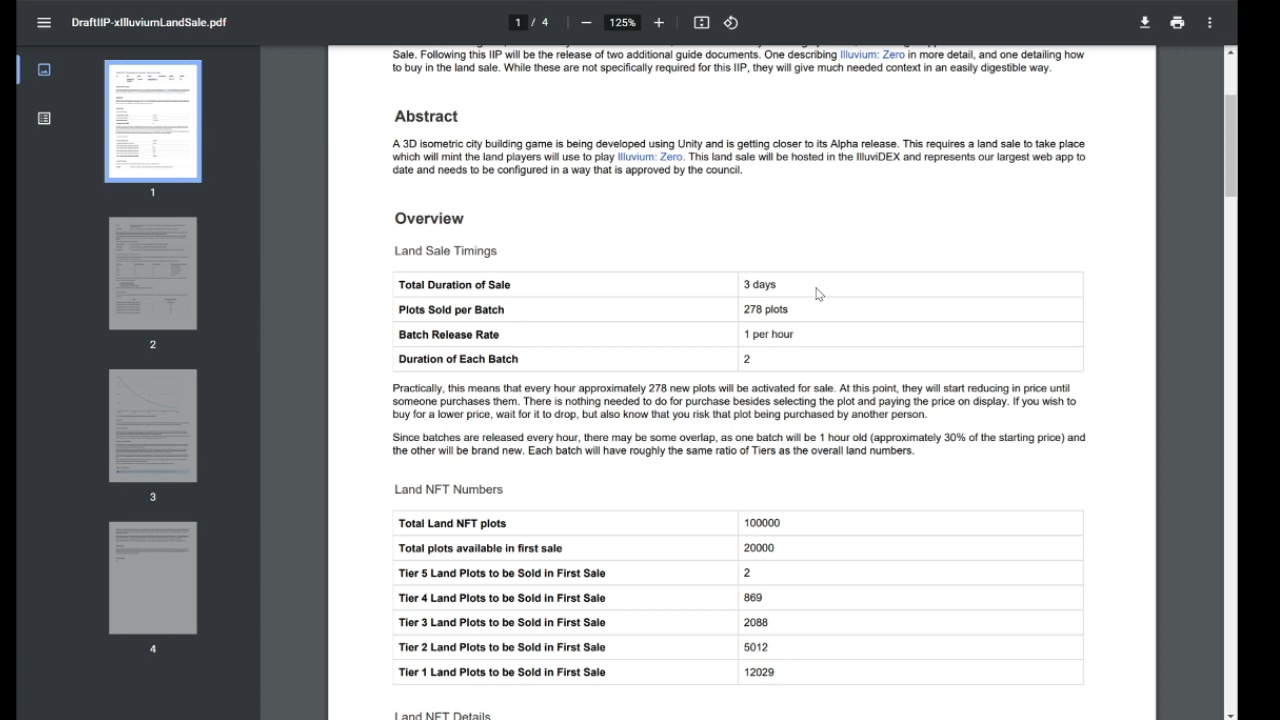 DraftIIP-xIlluviumLandSale.pdf
1 / 4
125%
Sale. Following this IIP will be the release of two additional guide documents. One describing Illuvium: Zero in more detail, and one detailing how
to buy in the land sale. While these are not specifically required for this IIP, they will give much needed context in an easily digestible way.
Abstract
A 3D isometric city building game is being developed using Unity and is getting closer to its Alpha release. This requires a land sale to take place
which will mint the land players will use to play Illuvium: Zero. This land sale will be hosted in the IlluviDEX and represents our largest web app to
date and needs to be configured in a way that is approved by the council.
Overview
Land Sale Timings
Total Duration of Sale 3 days
Plots Sold per Batch 278 plots
Batch Release Rate 1 per hour
Duration of Each Batch 2
Practically, this means that every hour approximately 278 new plots will be activated for sale. At this point, they will start reducing in price until
someone purchases them. There is nothing needed to do for purchase besides selecting the plot and paying the price on display. If you wish to
buy for a lower price, wait for it to drop, but also know that you risk that plot being purchased by another person.
Since batches are released every hour, there may be some overlap, as one batch will be 1 hour old (approximately 30% of the starting price) and
the other will be brand new. Each batch will have roughly the same ratio of Tiers as the overall land numbers.
Land NFT Numbers
Total Land NFT plots 100000
Total plots available in first sale 20000
Tier 5 Land Plots to be Sold in First Sale 2
Tier 4 Land Plots to be Sold in First Sale 869
Tier 3 Land Plots to be Sold in First Sale 2088
Tier 2 Land Plots to be Sold in First Sale 5012
Tier 1 Land Plots to be Sold in First Sale 12029
Land NFT Details
1
2
3
4